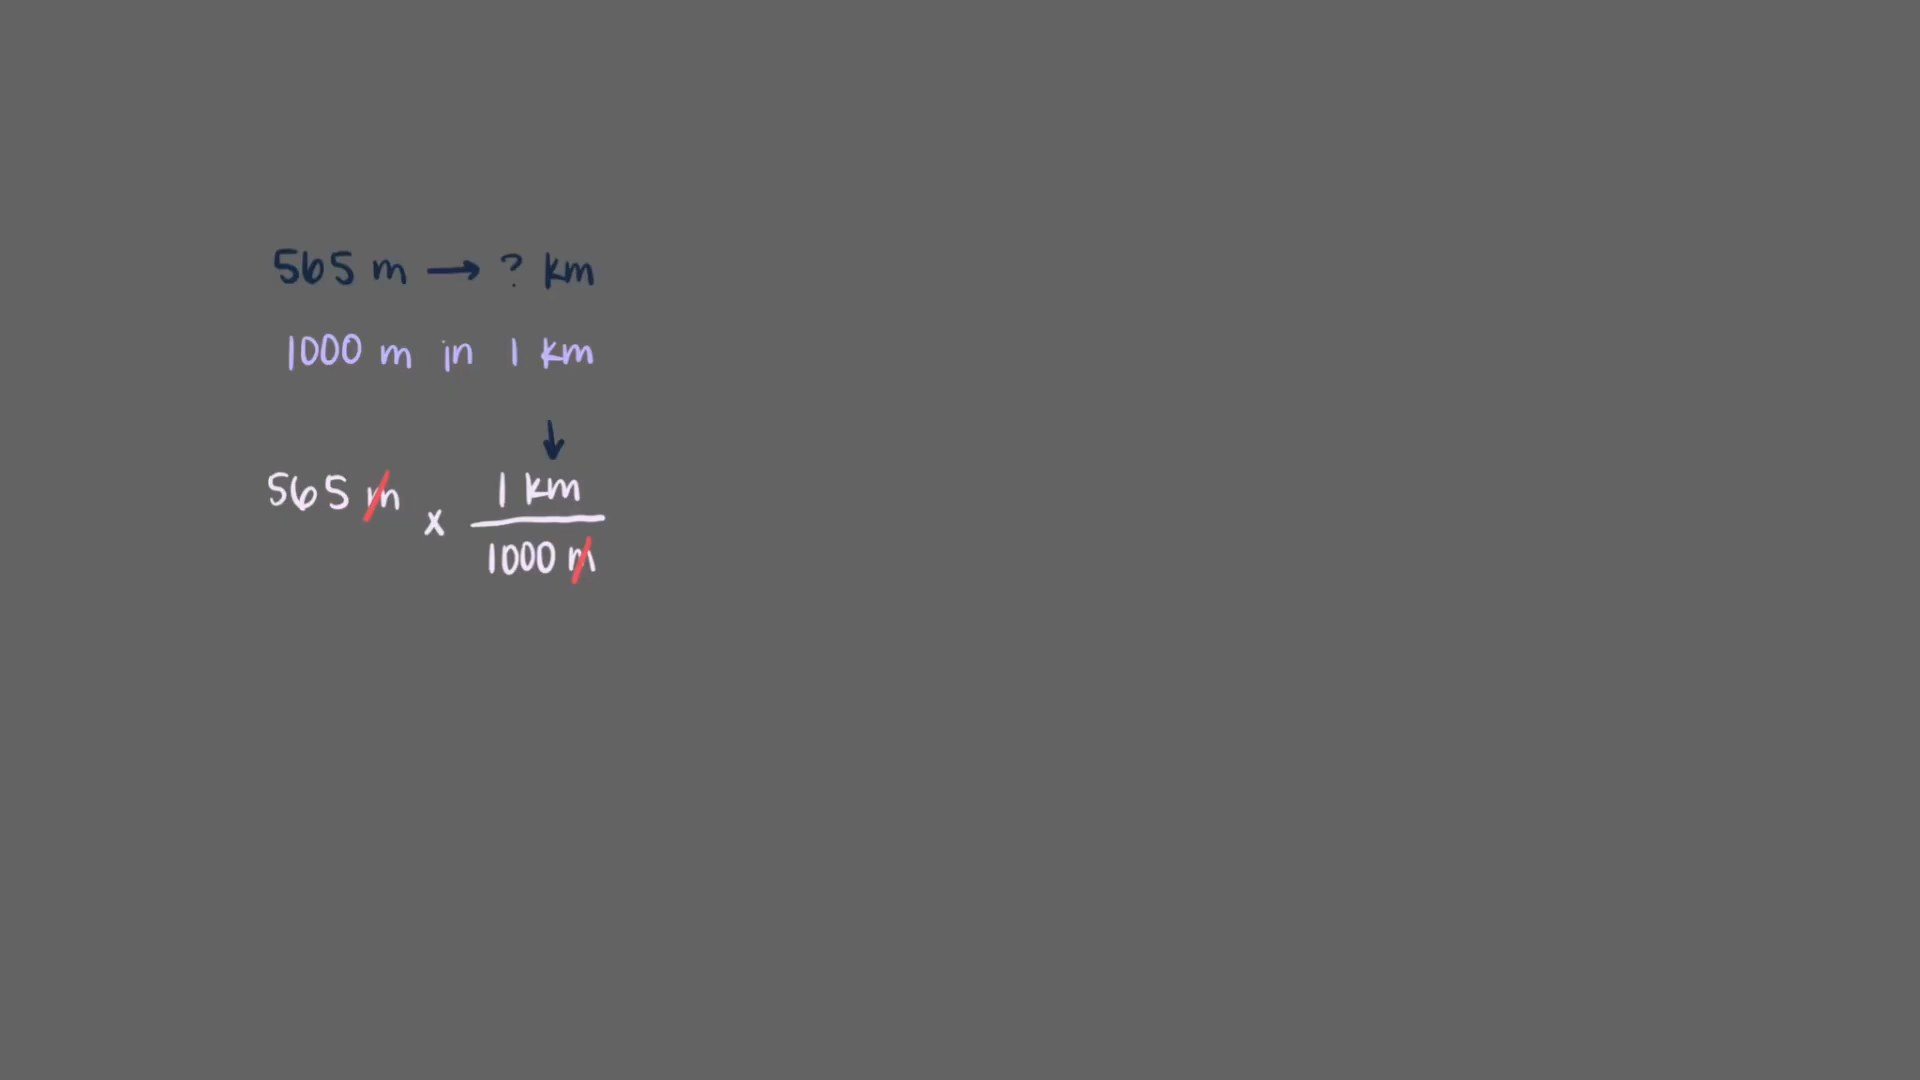 565 m → ? km
1000 m in 1 km
↓
565 m x 1 km
1000 m